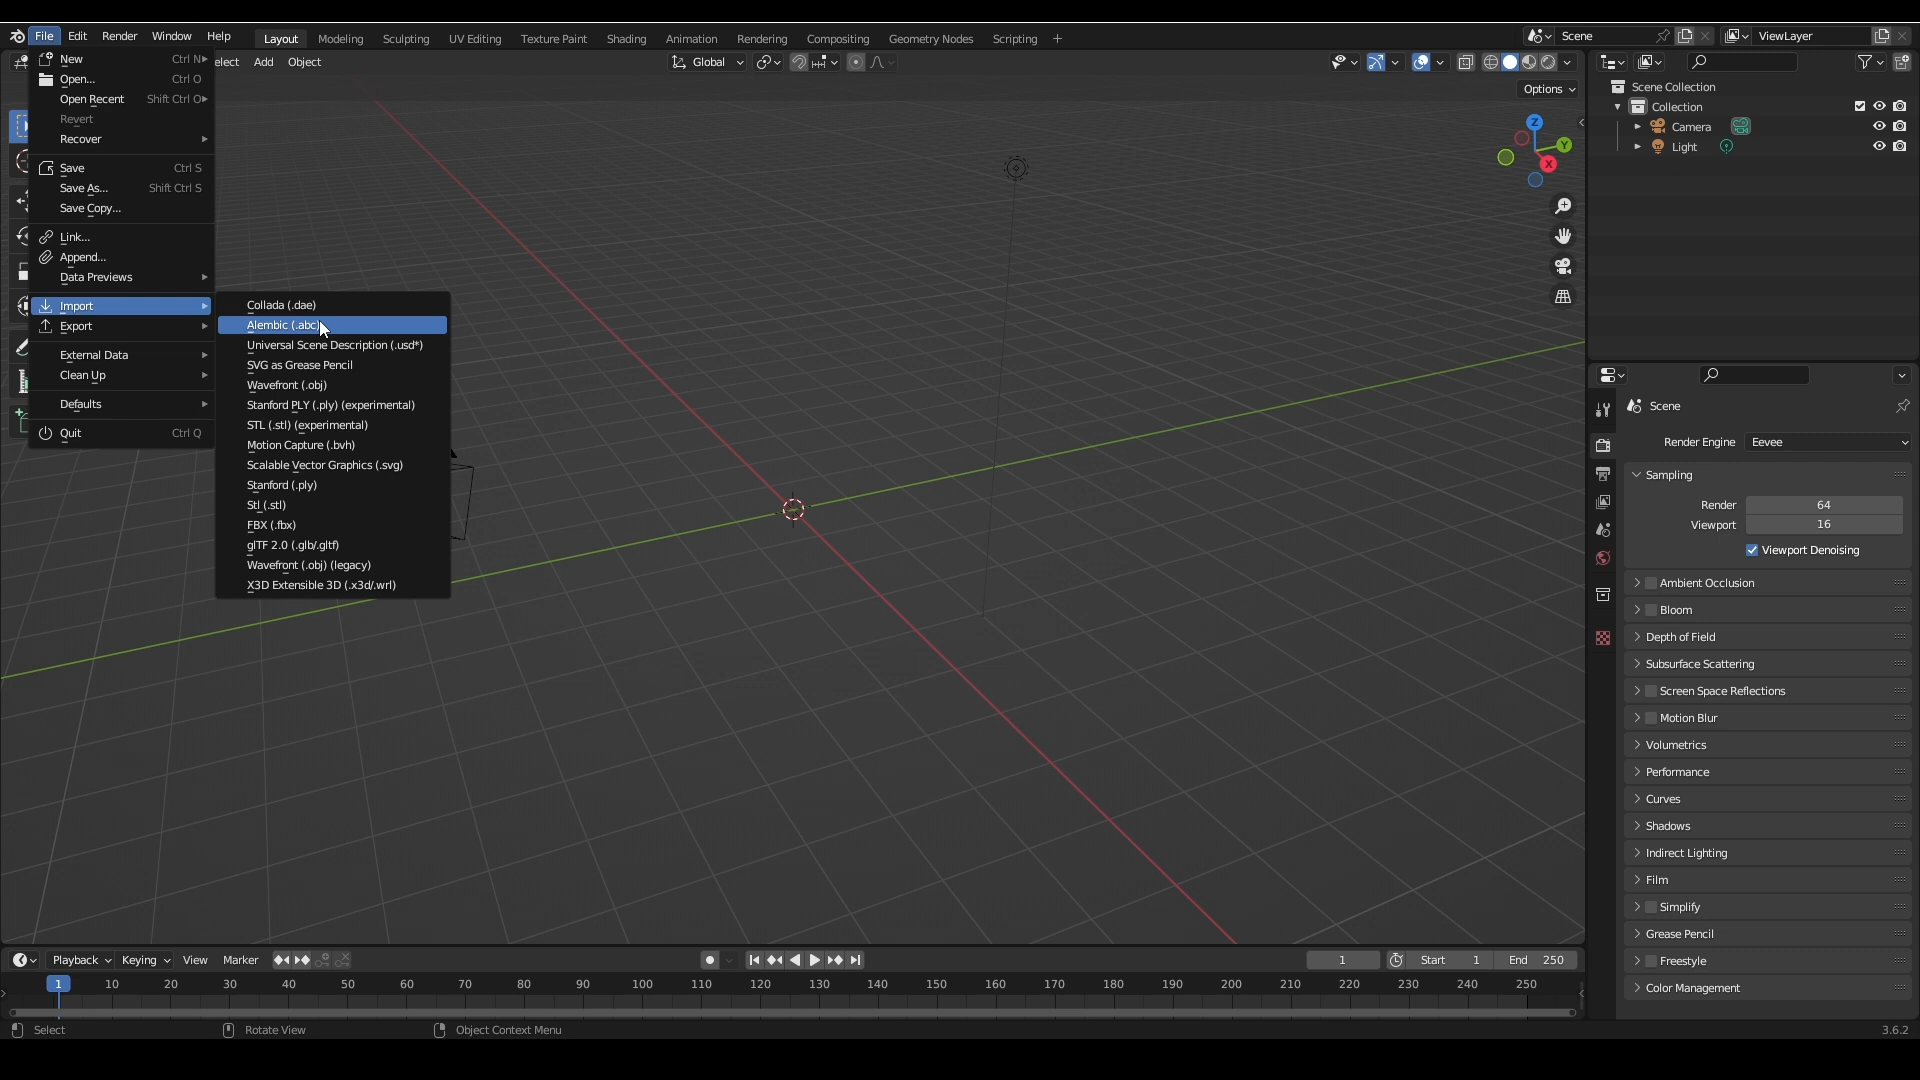 File Edit Render Window Help Layout Modeling Sculpting UV Editing Texture Paint Shading Animation Rendering Compositing Geometry Nodes Scripting + Scene ViewLayer
elect Add Object Global
Options
New Ctrl N
Open... Ctrl O
Open Recent Shift Ctrl O
Revert
Recover
Save Ctrl S
Save As... Shift Ctrl S
Save Copy...
Link...
Append...
Data Previews
Import
Export
External Data
Clean Up
Defaults
Quit Ctrl Q
Collada (.dae)
Alembic (.abc)
Universal Scene Description (.usd*)
SVG as Grease Pencil
Wavefront (.obj)
Stanford PLY (.ply) (experimental)
STL (.stl) (experimental)
Motion Capture (.bvh)
Scalable Vector Graphics (.svg)
Stanford (.ply)
Stl (.stl)
FBX (.fbx)
glTF 2.0 (.glb/.gltf)
Wavefront (.obj) (legacy)
X3D Extensible 3D (.x3d/.wrl)
Z
Y
X
Scene Collection
Collection
Camera
Light
Scene
Render Engine Eevee
Sampling
Render 64
Viewport 16
Viewport Denoising
Ambient Occlusion
Bloom
Depth of Field
Subsurface Scattering
Screen Space Reflections
Motion Blur
Volumetrics
Performance
Curves
Shadows
Indirect Lighting
Film
Simplify
Grease Pencil
Freestyle
Color Management
Playback Keying View Marker 1 Start 1 End 250
1 10 20 30 40 50 60 70 80 90 100 110 120 130 140 150 160 170 180 190 200 210 220 230 240 250
Select Rotate View Object Context Menu 3.6.2